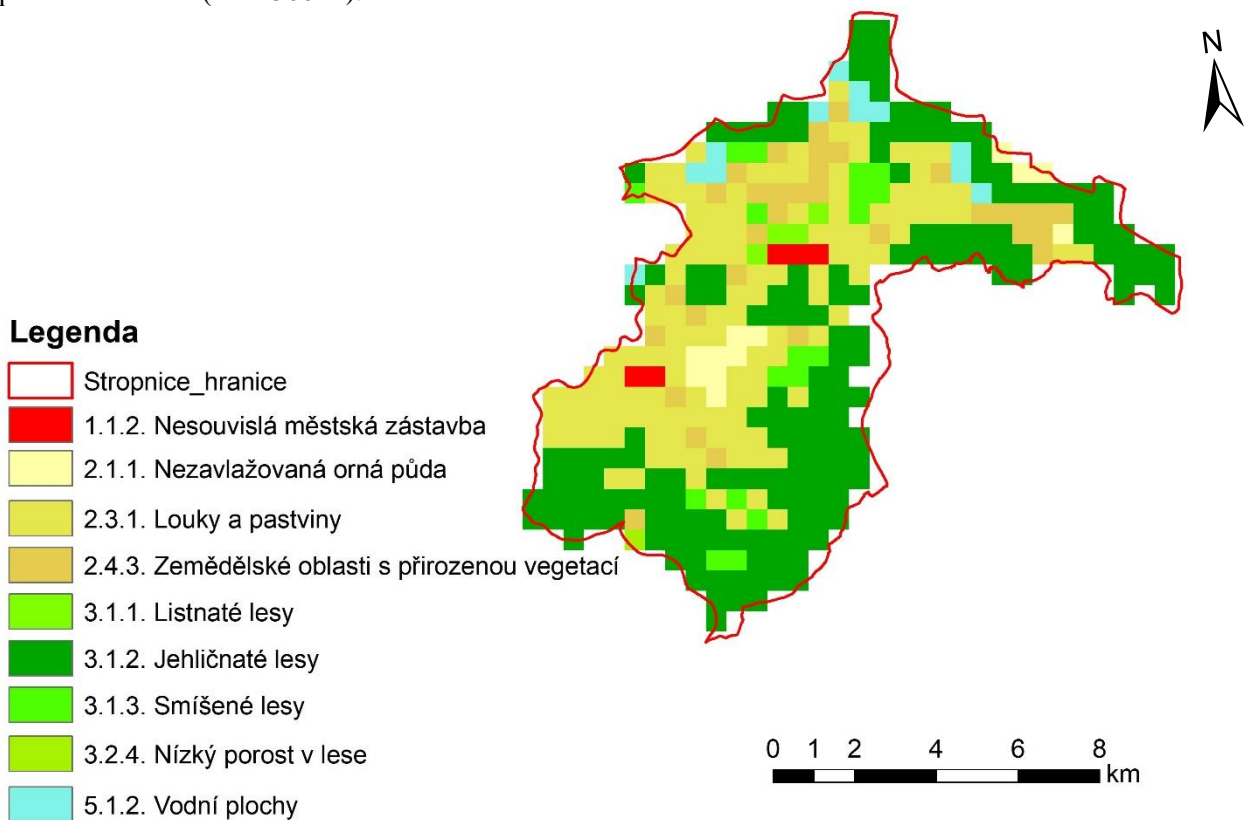 N
Legenda
Stropnice_hranice
1.1.2. Nesouvislá městská zástavba
2.1.1. Nezavlažovaná orná půda
2.3.1. Louky a pastviny
2.4.3. Zemědělské oblasti s přirozenou vegetací
3.1.1. Listnaté lesy
3.1.2. Jehličnaté lesy
3.1.3. Smíšené lesy
3.2.4. Nízký porost v lese
5.1.2. Vodní plochy
0 1 2 4 6 8
km